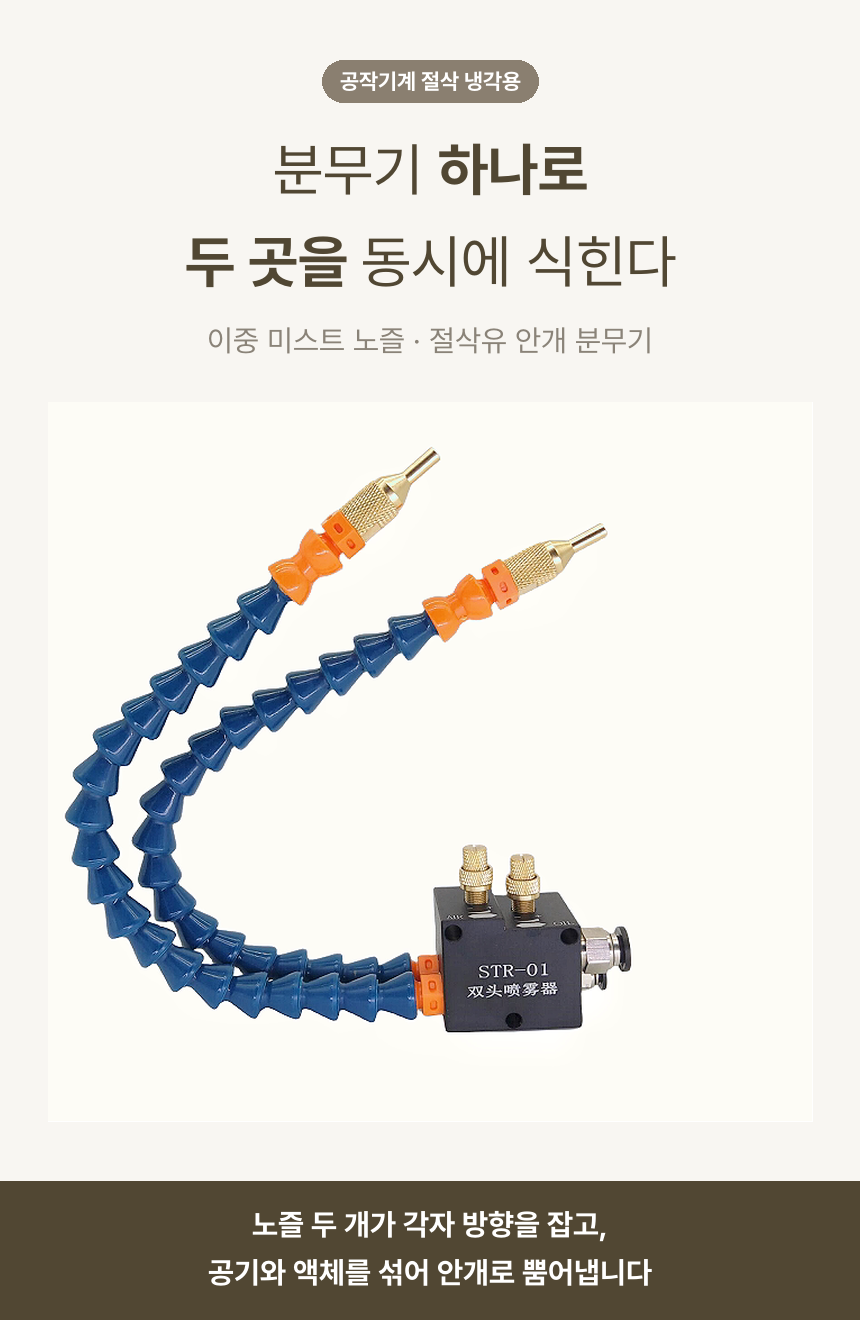 공작기계 절삭 냉각용
분무기 하나로
두 곳을 동시에 식힌다
이중 미스트 노즐 · 절삭유 안개 분무기
AIR
OIL
STR-01
双头喷雾器
노즐 두 개가 각자 방향을 잡고,
공기와 액체를 섞어 안개로 뿜어냅니다